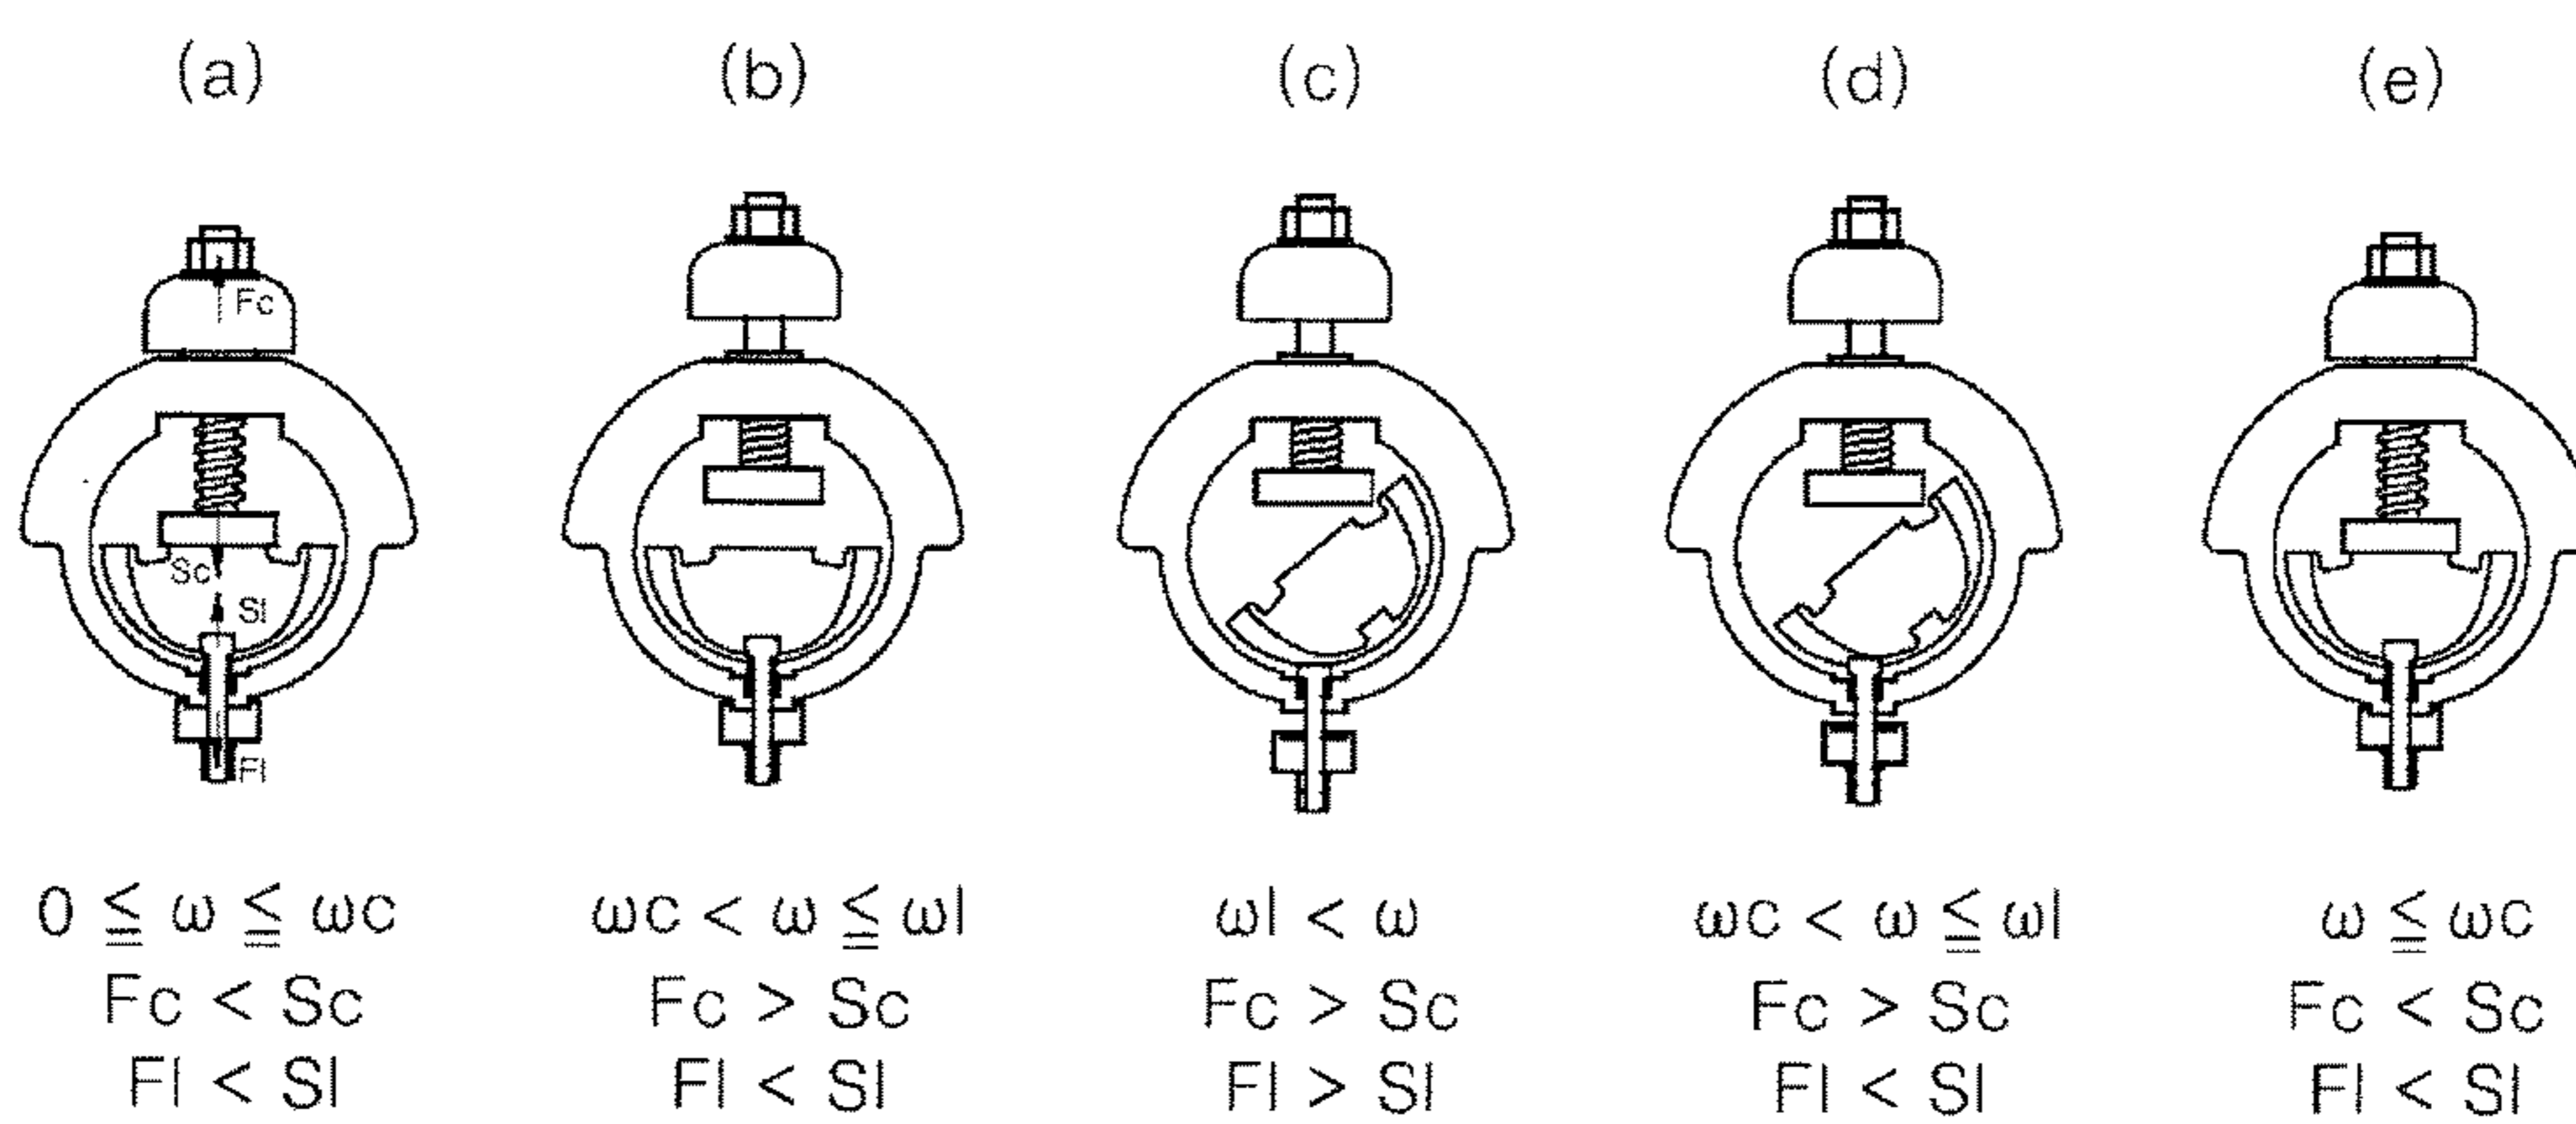 (a) (b) (c) (d) (e)
Fc
Sc
Sl
Fl
0 ≦ ω ≦ ωc ωc < ω ≦ ωl ωl < ω ωc < ω ≦ ωl ω ≦ ωc
Fc < Sc Fc > Sc Fc > Sc Fc > Sc Fc < Sc
Fl < Sl Fl < Sl Fl > Sl Fl < Sl Fl < Sl